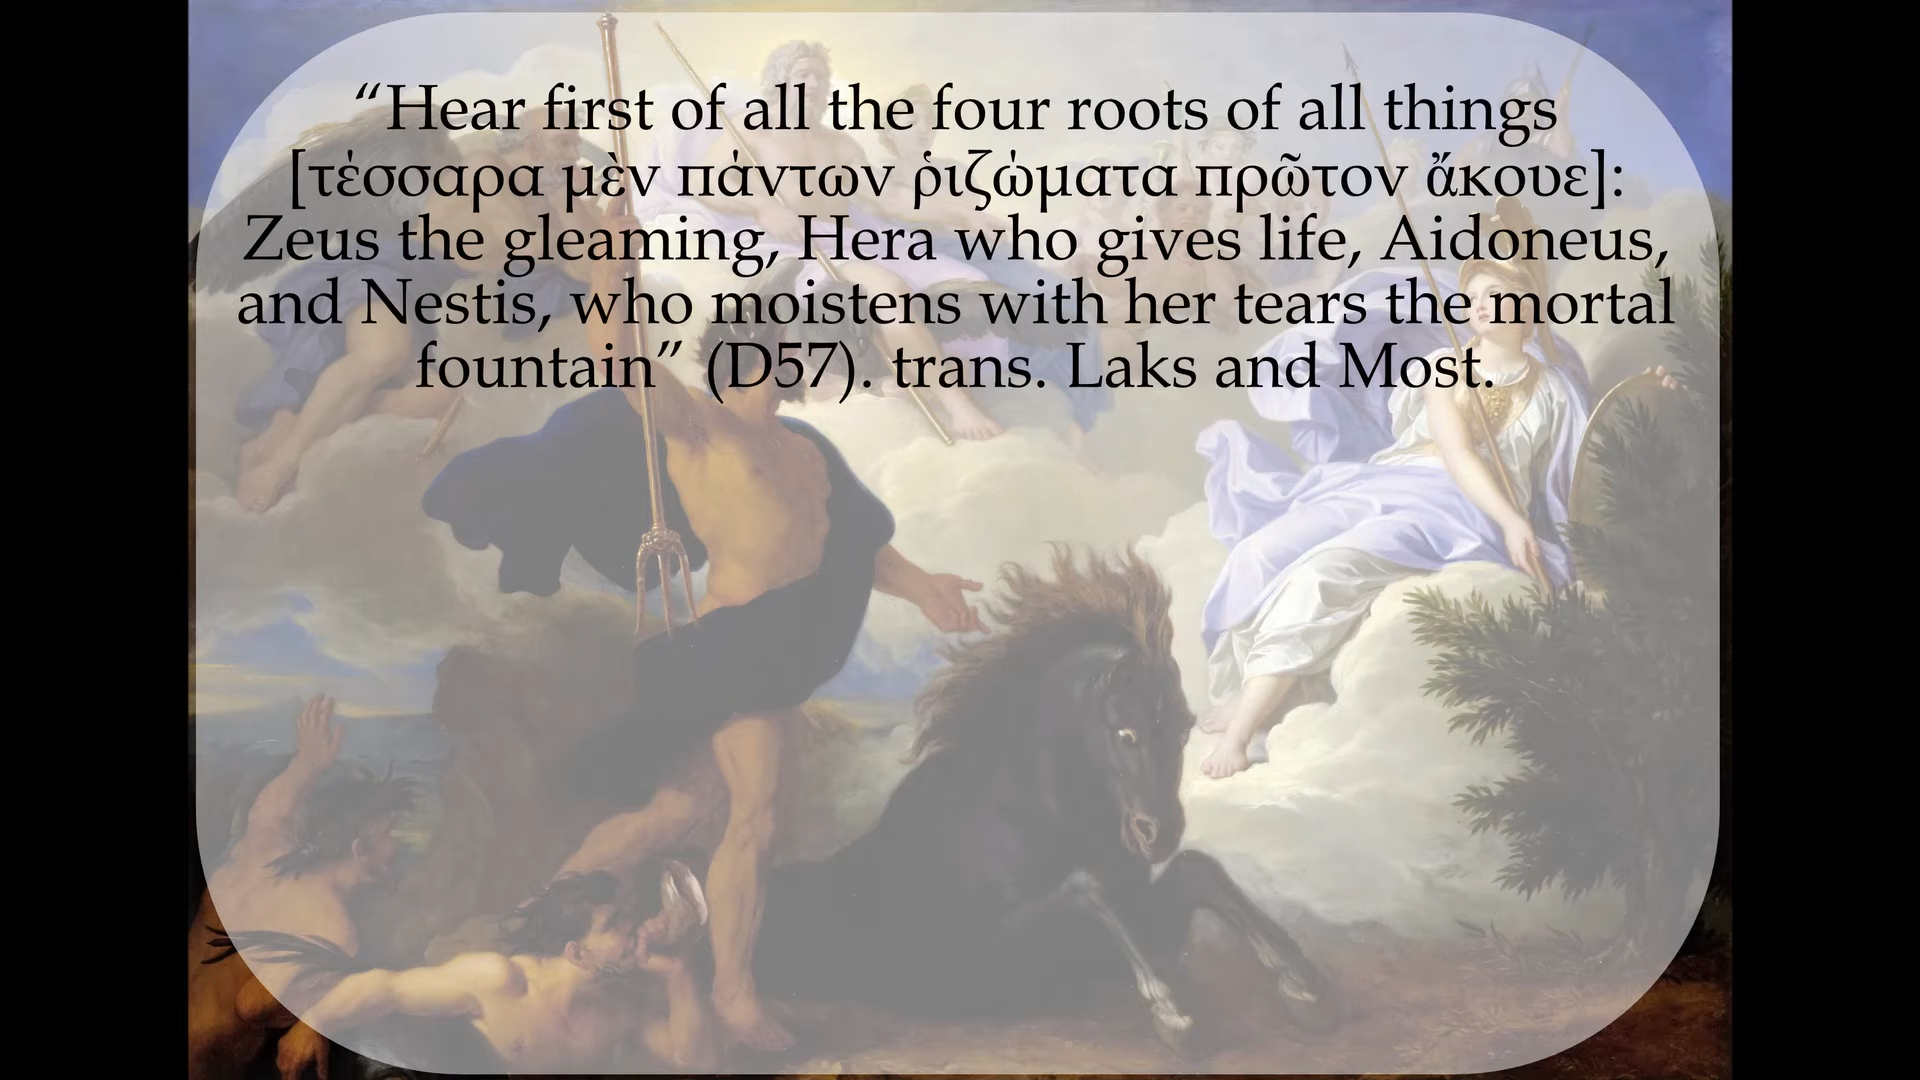 “Hear first of all the four roots of all things
[τέσσαρα μὲν πάντων ῥιζώματα πρῶτον ἄκουε]:
Zeus the gleaming, Hera who gives life, Aidoneus,
and Nestis, who moistens with her tears the mortal
fountain” (D57). trans. Laks and Most.